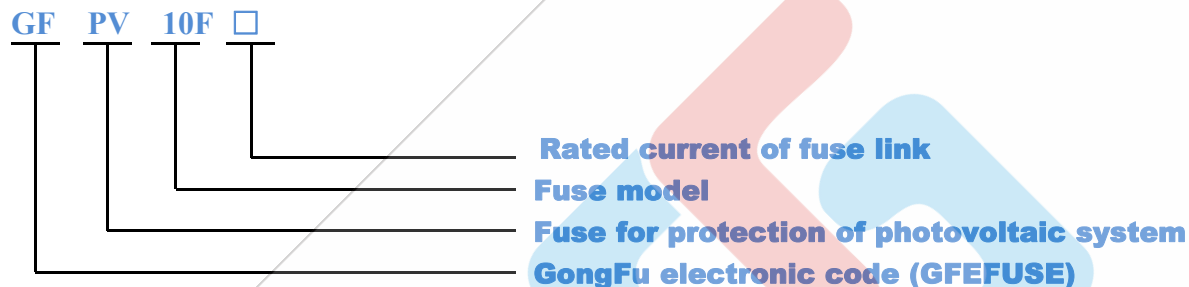 GF PV 10F □
Rated current of fuse link
Fuse model
Fuse for protection of photovoltaic system
GongFu electronic code (GFEFUSE)